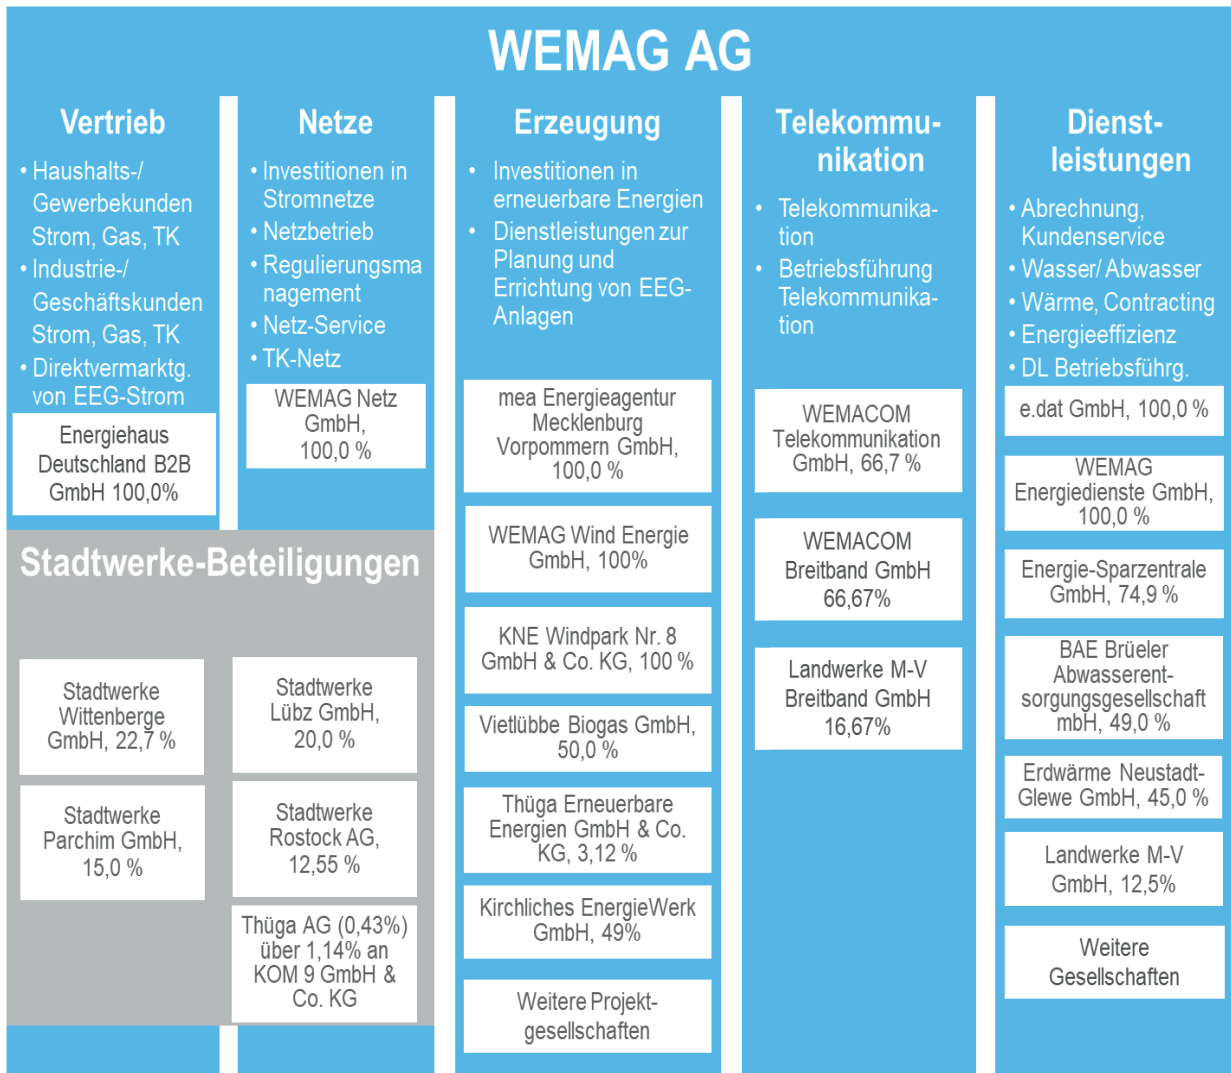 WEMAG AG
Vertrieb
• Haushalts-/
Gewerbekunden
Strom, Gas, TK
• Industrie-/
Geschäftskunden
Strom, Gas, TK
• Direktvermarktg.
von EEG-Strom
Energiehaus
Deutschland B2B
GmbH 100,0%
Netze
• Investitionen in
Stromnetze
• Netzbetrieb
• Regulierungsma
nagement
• Netz-Service
• TK-Netz
WEMAG Netz
GmbH,
100,0 %
Stadtwerke-Beteiligungen
Stadtwerke
Wittenberge
GmbH, 22,7 %
Stadtwerke
Parchim GmbH,
15,0 %
Stadtwerke
Lübz GmbH,
20,0 %
Stadtwerke
Rostock AG,
12,55 %
Thüga AG (0,43%)
über 1,14% an
KOM 9 GmbH &
Co. KG
Erzeugung
• Investitionen in
erneuerbare Energien
• Dienstleistungen zur
Planung und
Errichtung von EEG-
Anlagen
mea Energieagentur
Mecklenburg
Vorpommern GmbH,
100,0 %
WEMAG Wind Energie
GmbH, 100%
KNE Windpark Nr. 8
GmbH & Co. KG, 100 %
Vietlübbe Biogas GmbH,
50,0 %
Thüga Erneuerbare
Energien GmbH & Co.
KG, 3,12 %
Kirchliches EnergieWerk
GmbH, 49%
Weitere Projekt-
gesellschaften
Telekommu-
nikation
• Telekommunika-
tion
• Betriebsführung
Telekommunika-
tion
WEMACOM
Telekommunikation
GmbH, 66,7 %
WEMACOM
Breitband GmbH
66,67%
Landwerke M-V
Breitband GmbH
16,67%
Dienst-
leistungen
• Abrechnung,
Kundenservice
• Wasser/ Abwasser
• Wärme, Contracting
• Energieeffizienz
• DL Betriebsführg.
e.dat GmbH, 100,0 %
WEMAG
Energiedienste GmbH,
100,0 %
Energie-Sparzentrale
GmbH, 74,9 %
BAE Brüeler
Abwasserent-
sorgungsgesellschaft
mbH, 49,0 %
Erdwärme Neustadt-
Glewe GmbH, 45,0 %
Landwerke M-V
GmbH, 12,5%
Weitere
Gesellschaften